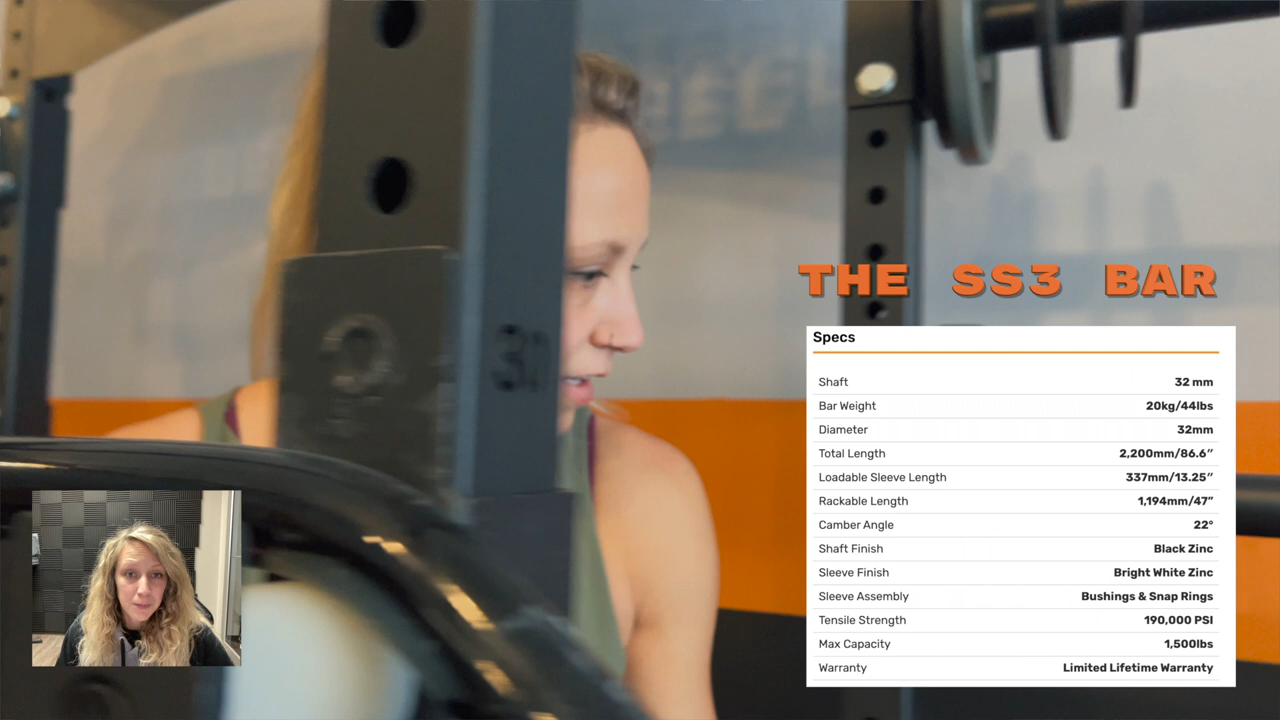 THE SS3 BAR
Specs
Shaft 32 mm
Bar Weight 20kg/44lbs
Diameter 32mm
Total Length 2,200mm/86.6″
Loadable Sleeve Length 337mm/13.25″
Rackable Length 1,194mm/47”
Camber Angle 22°
Shaft Finish Black Zinc
Sleeve Finish Bright White Zinc
Sleeve Assembly Bushings & Snap Rings
Tensile Strength 190,000 PSI
Max Capacity 1,500lbs
Warranty Limited Lifetime Warranty